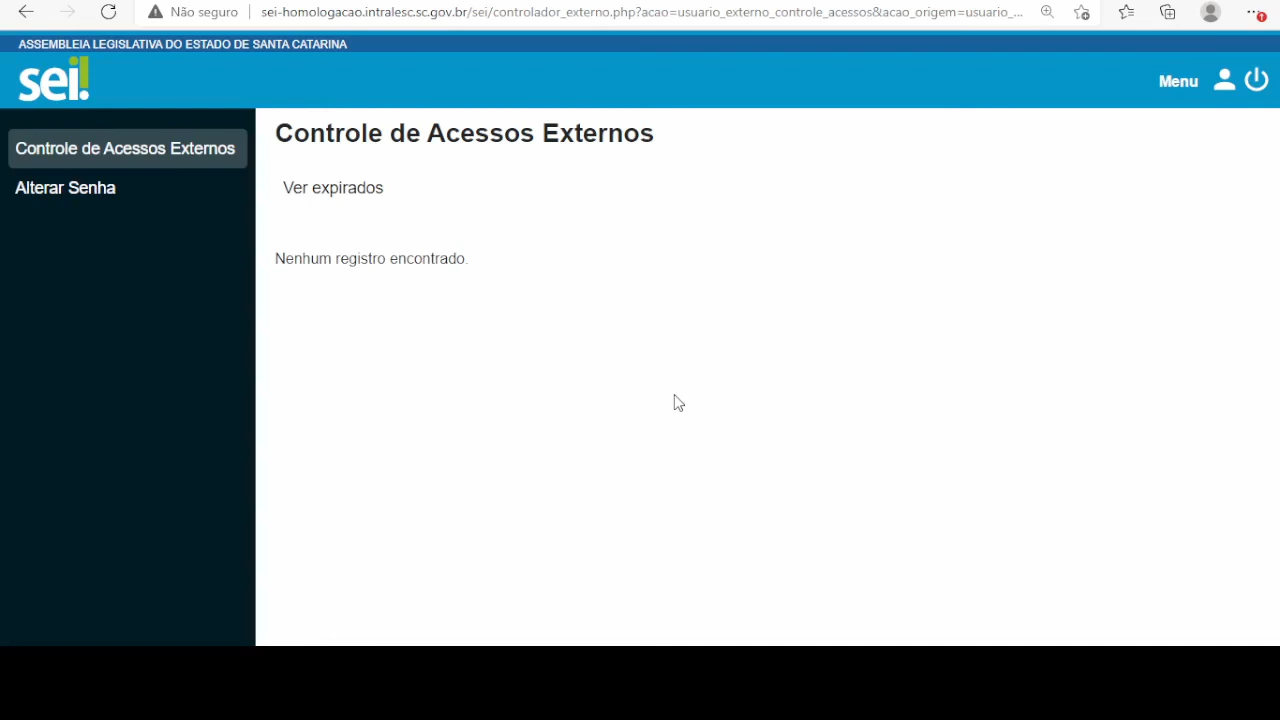 Não seguro
sei-homologacao.intralesc.sc.gov.br/sei/controlador_externo.php?acao=usuario_externo_controle_acessos&acao_origem=usuario_...
1
ASSEMBLEIA LEGISLATIVA DO ESTADO DE SANTA CATARINA
sei!
Menu
Controle de Acessos Externos
Alterar Senha
Controle de Acessos Externos
Ver expirados
Nenhum registro encontrado.